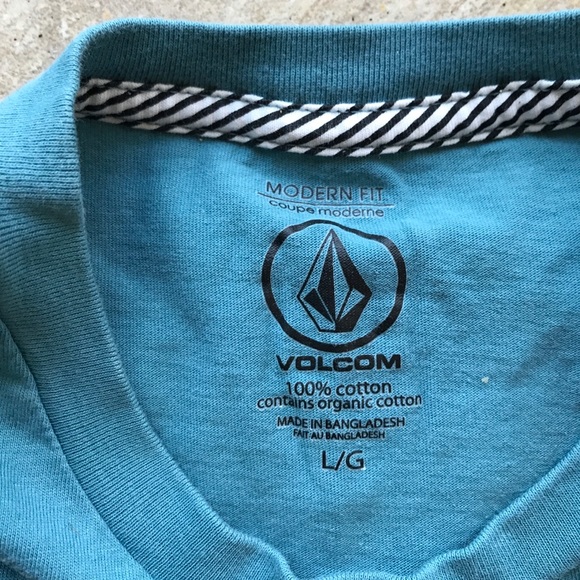 MODERN FIT
coupe moderne
VOLCOM
100% cotton
contains organic cotton
MADE IN BANGLADESH
FAIT AU BANGLADESH
L/G